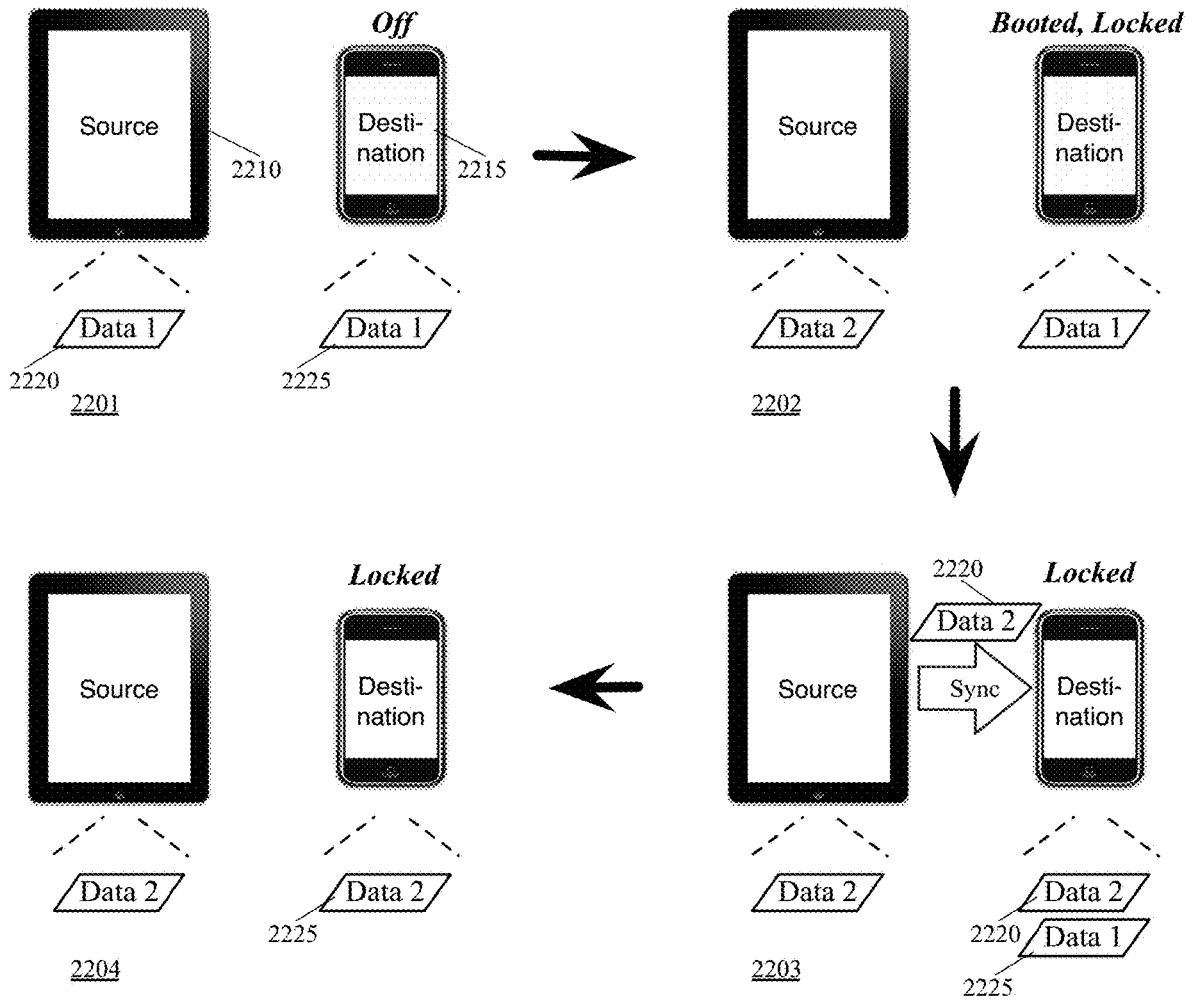 Off
Source
Desti-
nation
2210
2215
Data 1
Data 1
2220
2225
2201
Booted, Locked
Source
Desti-
nation
Data 2
Data 1
2202
Locked
Source
Desti-
nation
Data 2
Data 2
2225
2204
2220
Locked
Data 2
Source
Sync
Desti-
nation
Data 2
Data 2
2220
Data 1
2225
2203